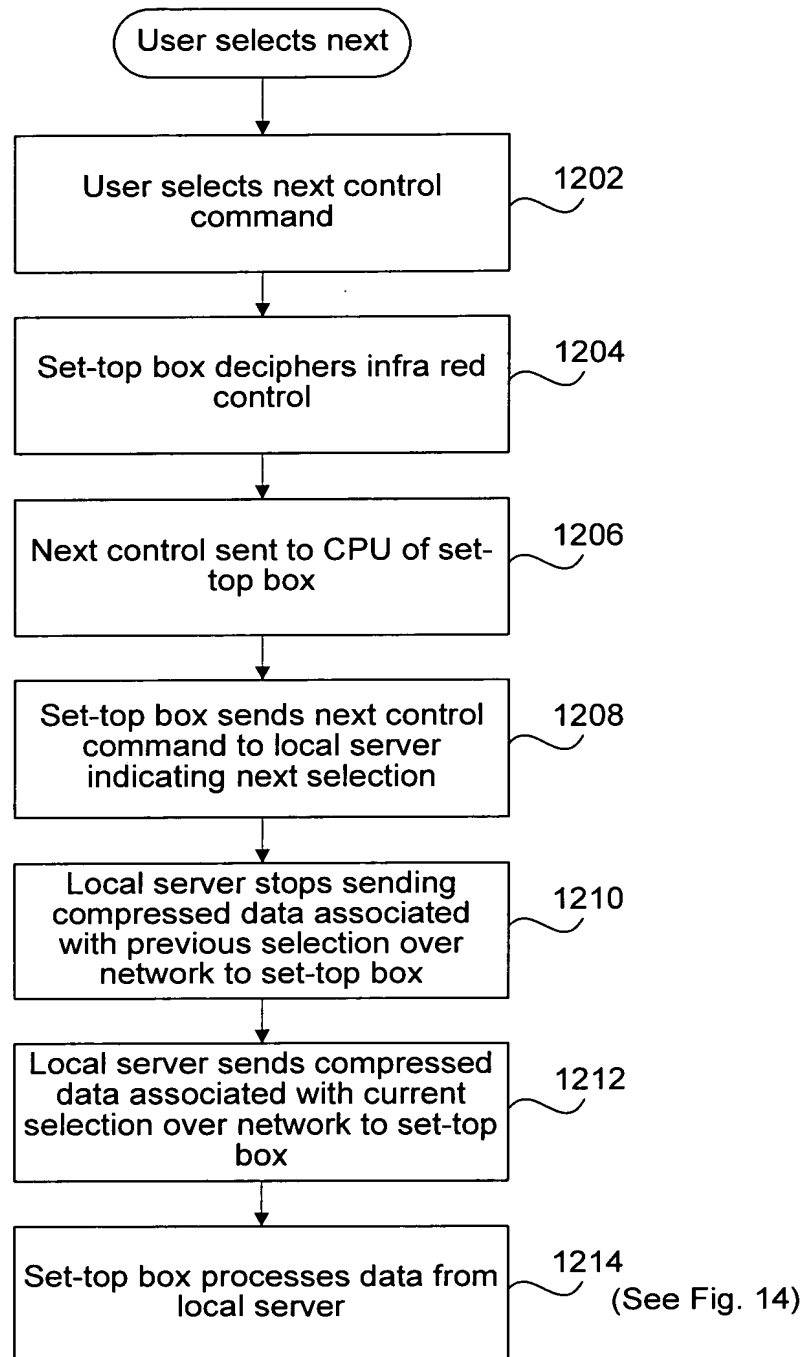 User selects next
User selects next control
command
1202
Set-top box deciphers infra red
control
1204
Next control sent to CPU of set-
top box
1206
Set-top box sends next control
command to local server
indicating next selection
1208
Local server stops sending
compressed data associated
with previous selection over
network to set-top box
1210
Local server sends compressed
data associated with current
selection over network to set-top
box
1212
Set-top box processes data from
local server
1214
(See Fig. 14)